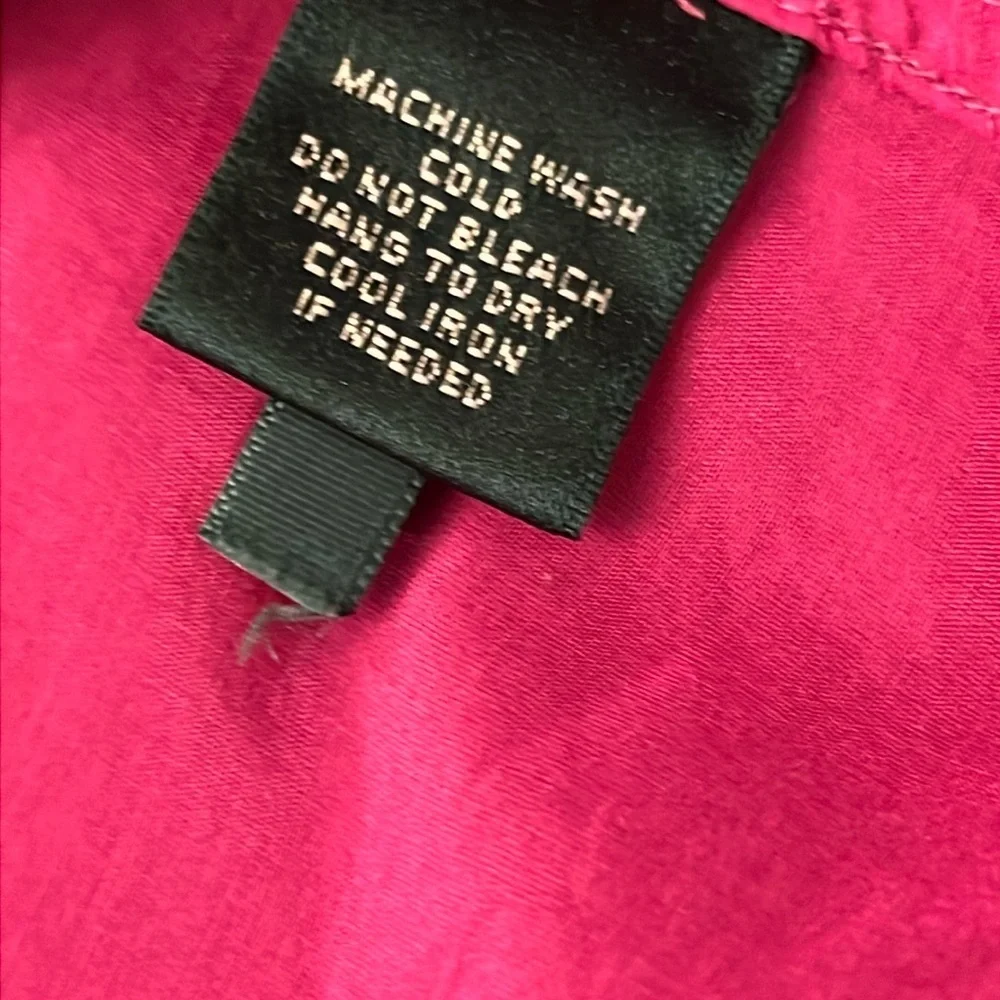 MACHINE WASH
COLD
DO NOT BLEACH
HANG TO DRY
COOL IRON
IF NEEDED